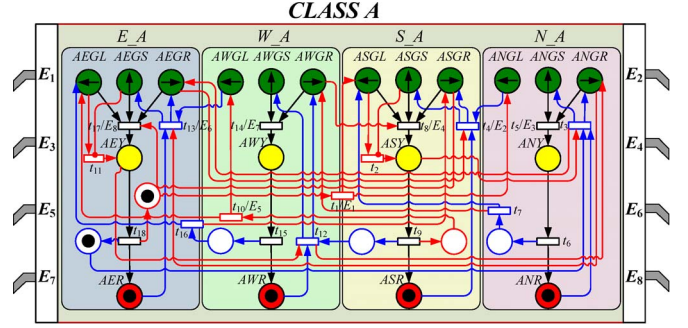 CLASS A
E_A W_A S_A N_A
AEGL AEGS AEGR AWGL AWGS AWGR ASGL ASGS ASGR ANGL ANGS ANGR
E1 E2
t17/E8 t13/E6 t14/E7 t8/E4 t4/E2 t5/E3 t3
E3 AEY AWY ASY ANY E4
t11 t2
t10/E5 t1/E1
E5 t18 t16 t15 t12 t9 t7 t6 E6
AER AWR ASR ANR
E7 E8